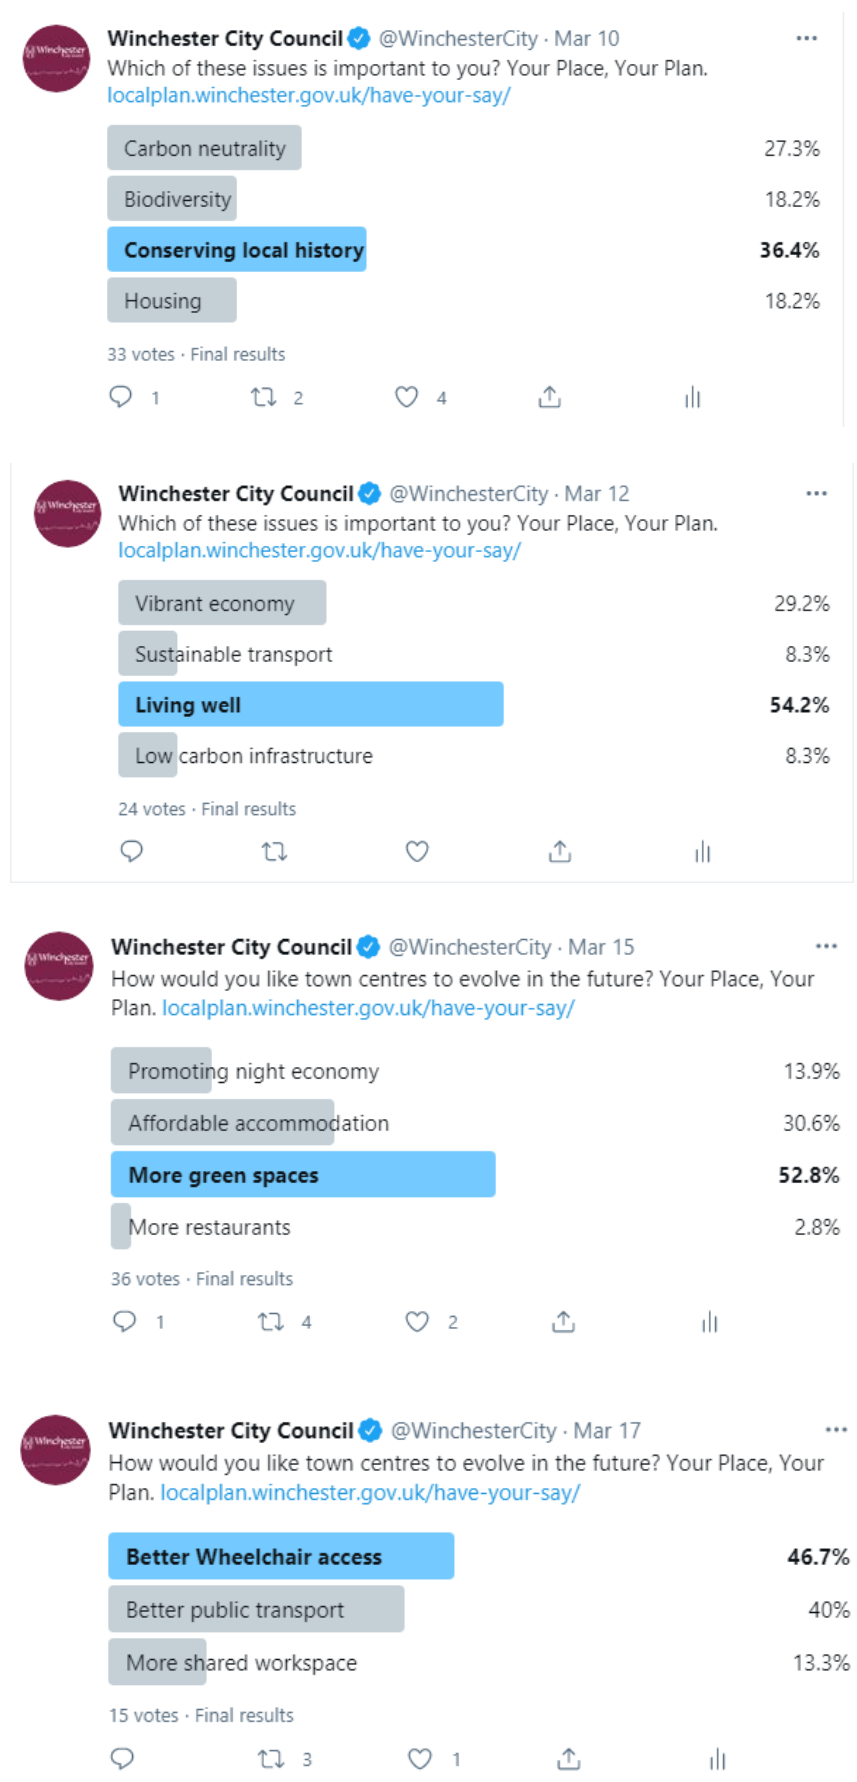 Winchester
Winchester City Council @WinchesterCity · Mar 10 ···
Which of these issues is important to you? Your Place, Your Plan.
localplan.winchester.gov.uk/have-your-say/
Carbon neutrality 27.3%
Biodiversity 18.2%
Conserving local history 36.4%
Housing 18.2%
33 votes · Final results
1 2 4
Winchester
Winchester City Council @WinchesterCity · Mar 12 ···
Which of these issues is important to you? Your Place, Your Plan.
localplan.winchester.gov.uk/have-your-say/
Vibrant economy 29.2%
Sustainable transport 8.3%
Living well 54.2%
Low carbon infrastructure 8.3%
24 votes · Final results
Winchester
Winchester City Council @WinchesterCity · Mar 15 ···
How would you like town centres to evolve in the future? Your Place, Your
Plan. localplan.winchester.gov.uk/have-your-say/
Promoting night economy 13.9%
Affordable accommodation 30.6%
More green spaces 52.8%
More restaurants 2.8%
36 votes · Final results
1 4 2
Winchester
Winchester City Council @WinchesterCity · Mar 17 ···
How would you like town centres to evolve in the future? Your Place, Your
Plan. localplan.winchester.gov.uk/have-your-say/
Better Wheelchair access 46.7%
Better public transport 40%
More shared workspace 13.3%
15 votes · Final results
3 1